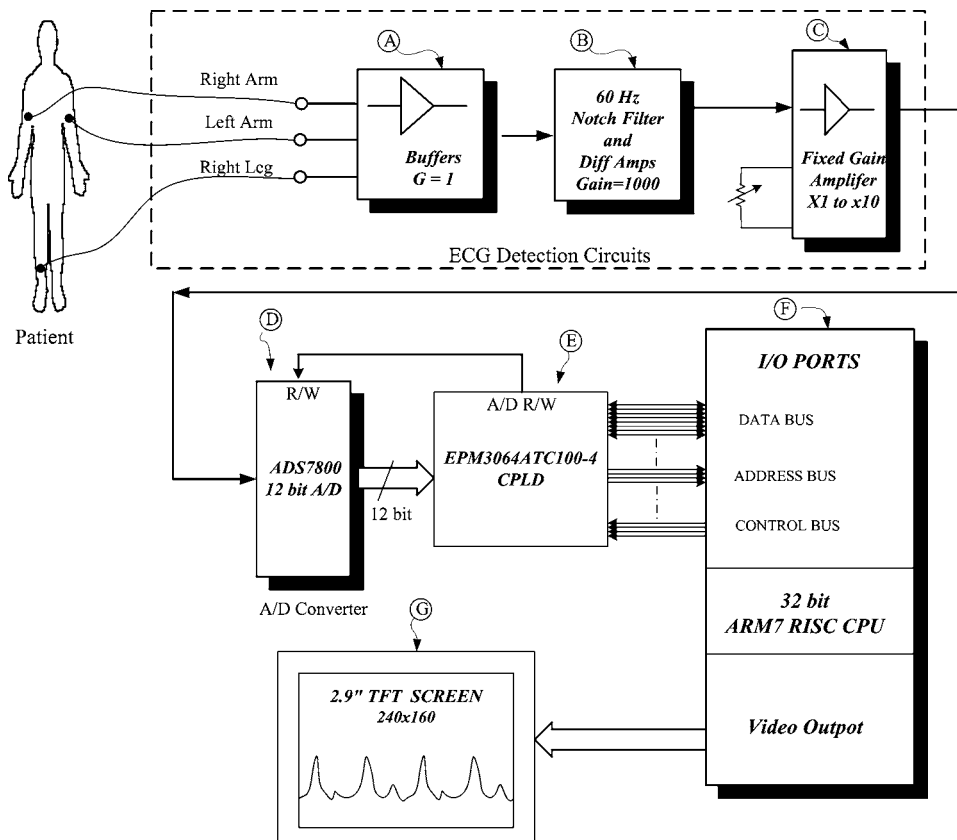 A
B
C
Right Arm
Left Arm
Right Leg
Buffers
G = 1
60 Hz
Notch Filter
and
Diff Amps
Gain=1000
Fixed Gain
Amplifer
X1 to x10
ECG Detection Circuits
Patient
D
E
F
R/W
ADS7800
12 bit A/D
12 bit
A/D Converter
A/D R/W
EPM3064ATC100-4
CPLD
I/O PORTS
DATA BUS
ADDRESS BUS
CONTROL BUS
32 bit
ARM7 RISC CPU
Video Outpot
G
2.9" TFT SCREEN
240x160